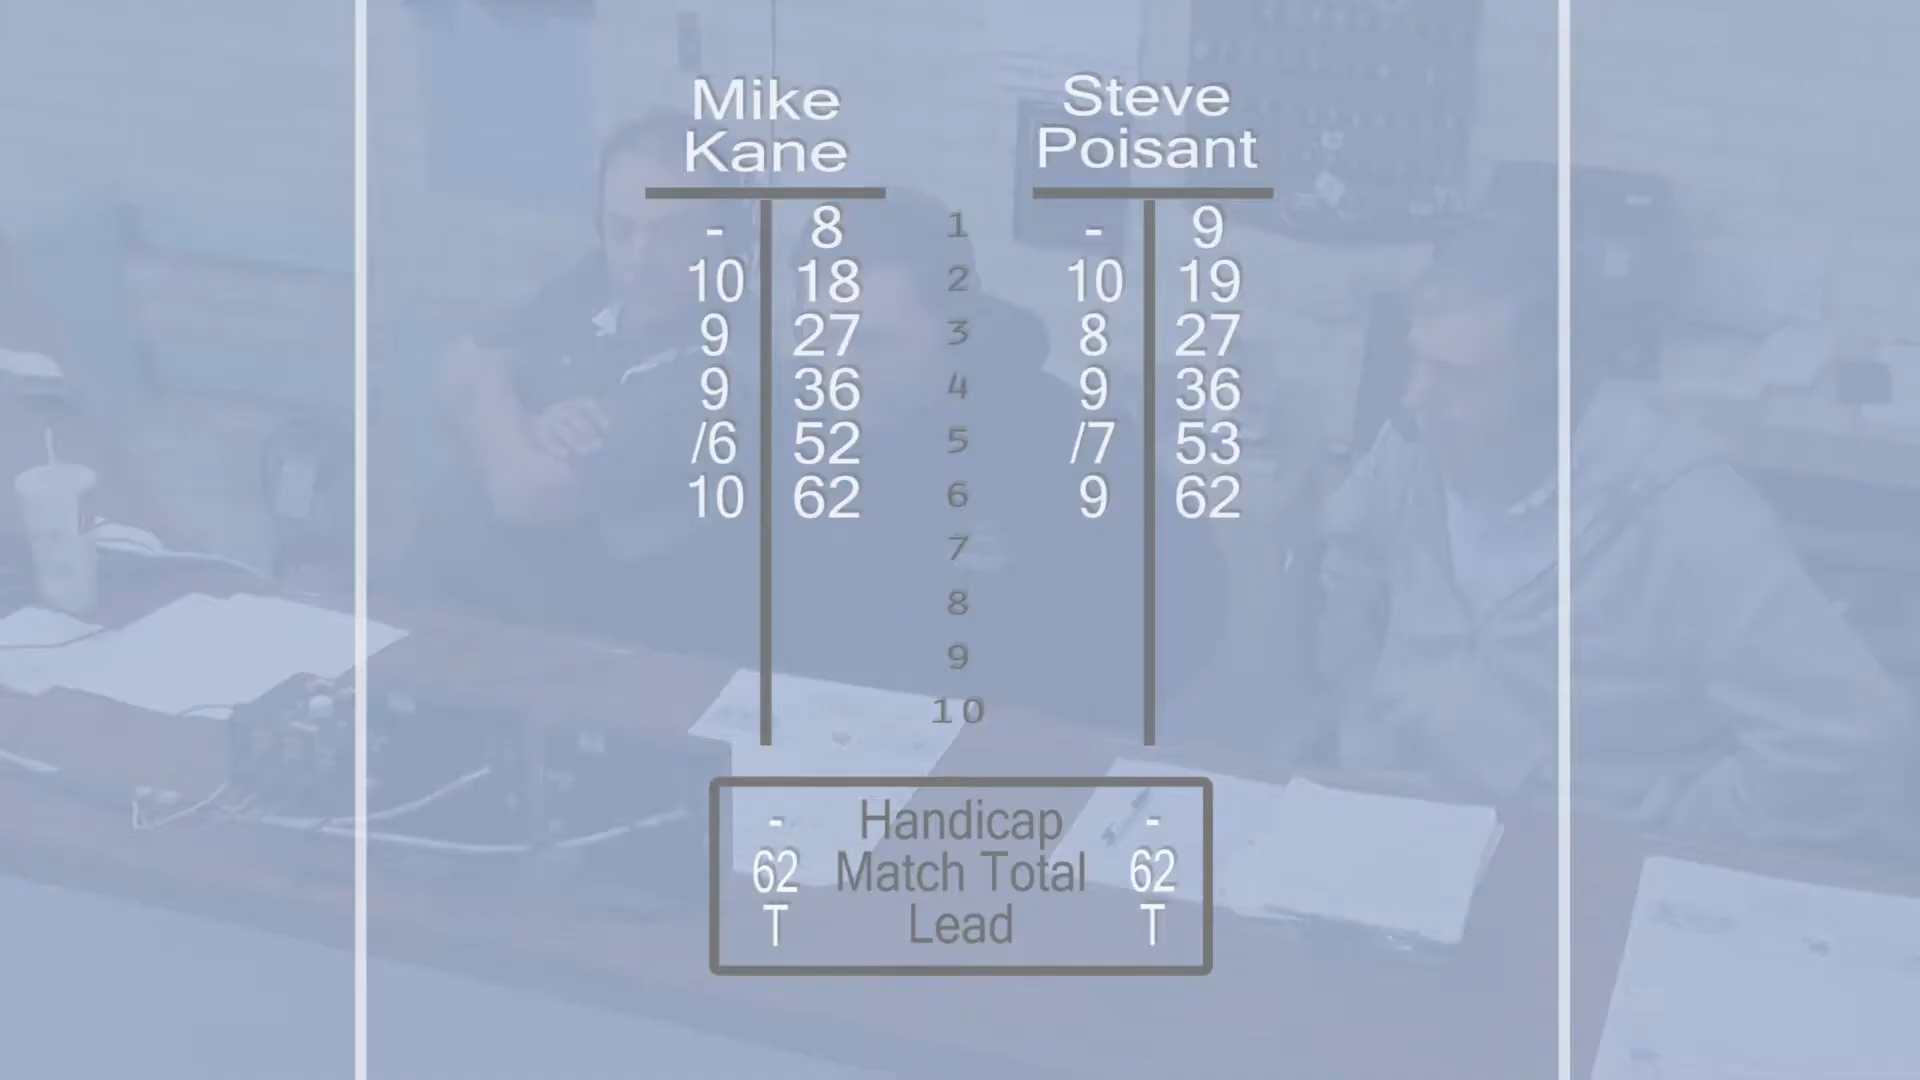 Mike Kane
Steve Poisant
- 8 1 - 9
10 18 2 10 19
9 27 3 8 27
9 36 4 9 36
/6 52 5 /7 53
10 62 6 9 62
7
8
9
10
- Handicap -
62 Match Total 62
T Lead T